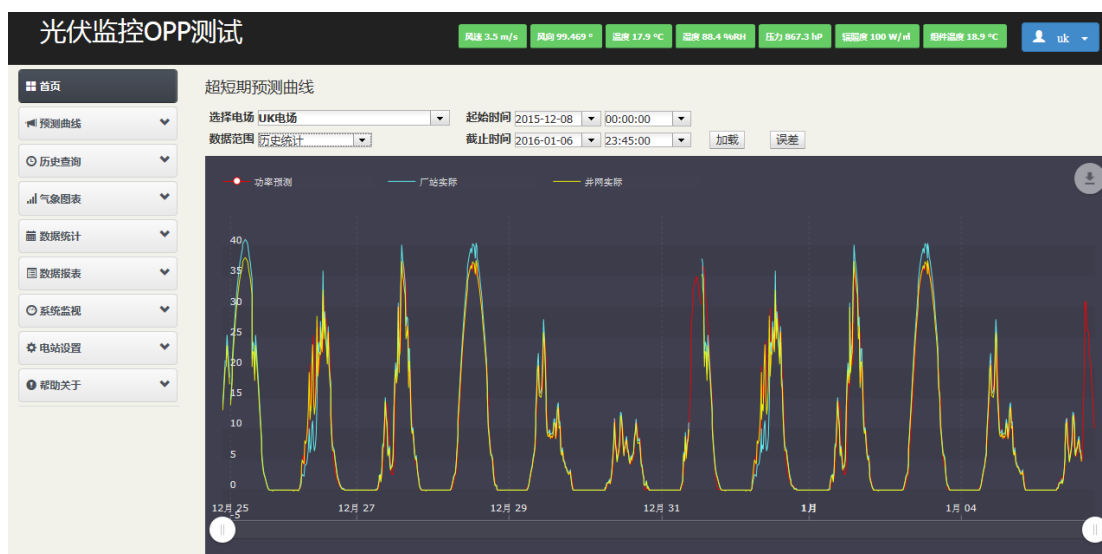 光伏监控OPP测试
风速 3.5 m/s 风向 99.469 ° 温度 17.9 ℃ 湿度 88.4 %RH 压力 867.3 hP 辐照度 100 W/㎡ 组件温度 18.9 ℃ uk
首页
预测曲线
历史查询
气象图表
数据统计
数据报表
系统监视
电站设置
帮助关于
超短期预测曲线
选择电场 UK电场 起始时间 2015-12-08 00:00:00
数据范围 历史统计 截止时间 2016-01-06 23:45:00 加载 误差
功率预测 厂站实际 并网实际
40
35
30
25
20
15
10
5
0
-5
12月 25 12月 27 12月 29 12月 31 1月 1月 04